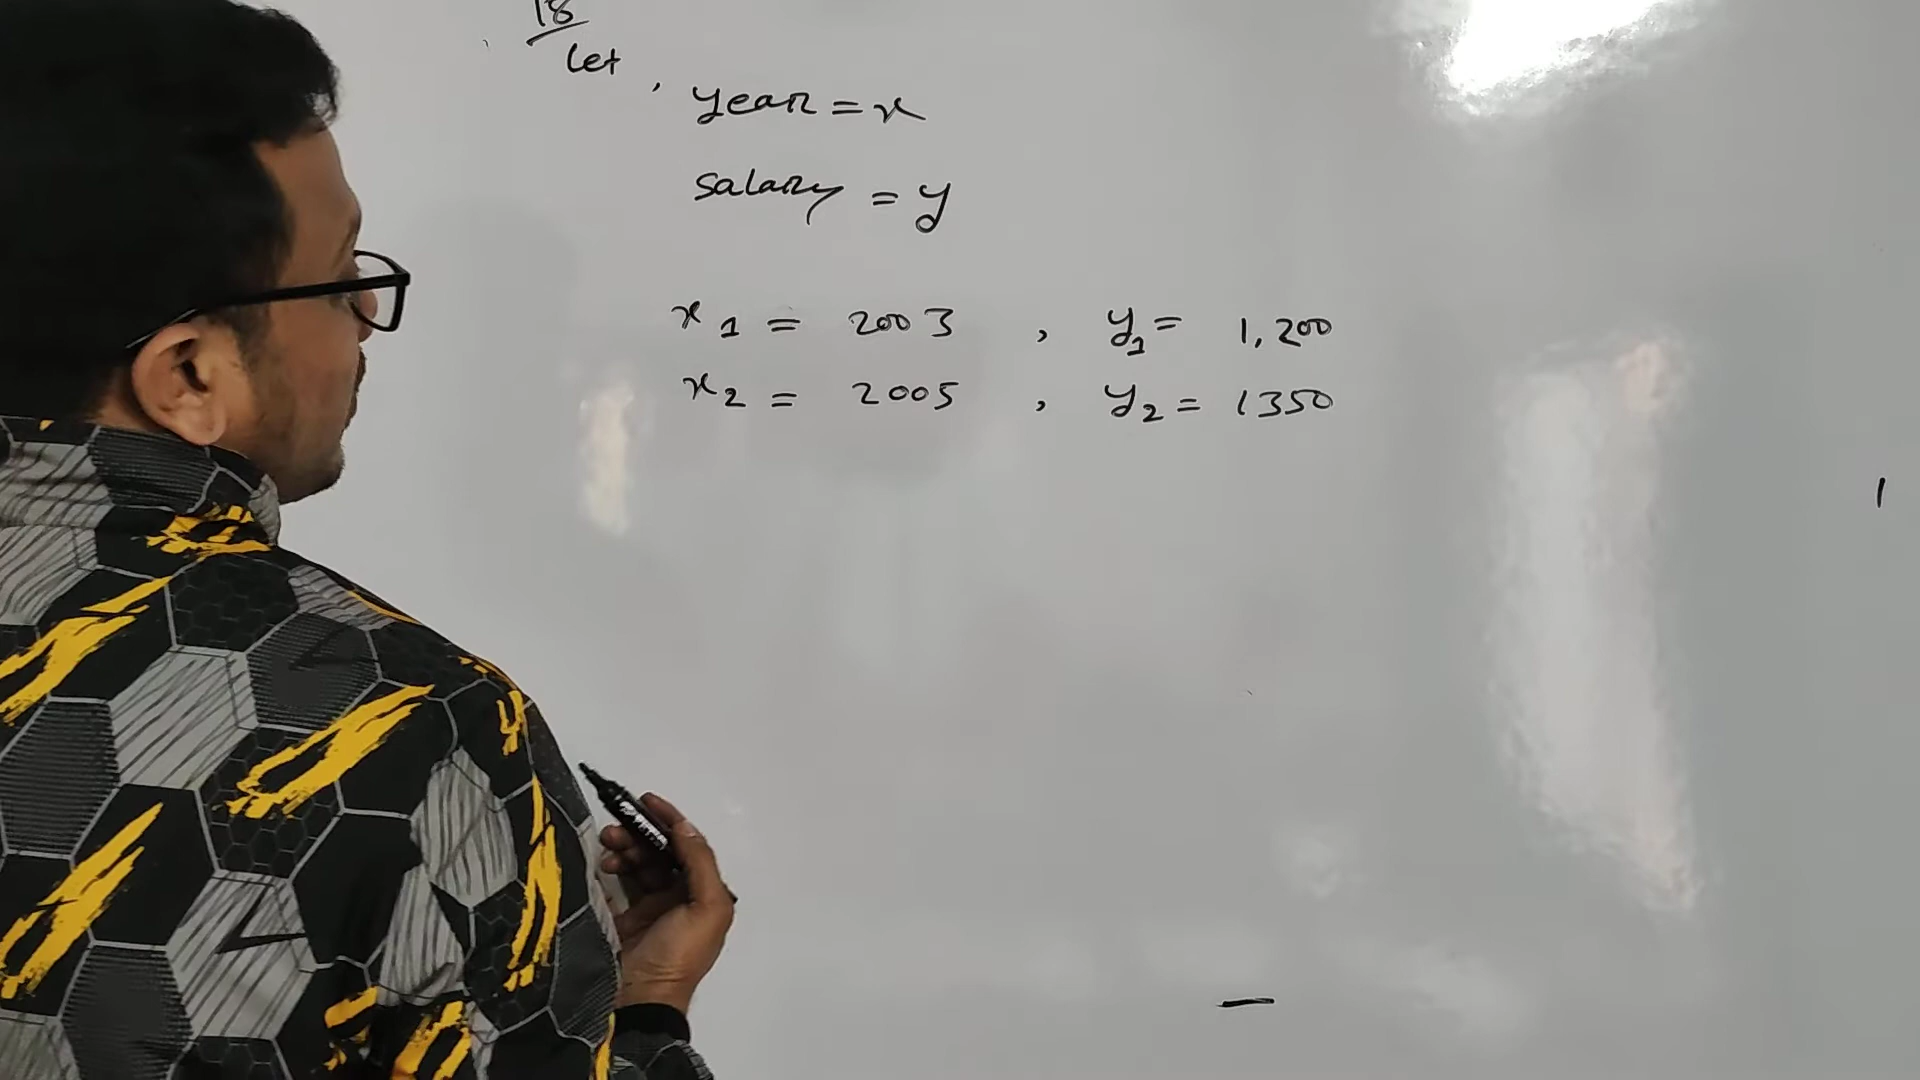 18
Let,
year = x
salary = y
x1 = 2003 , y1 = 1,200
x2 = 2005 , y2 = 1350